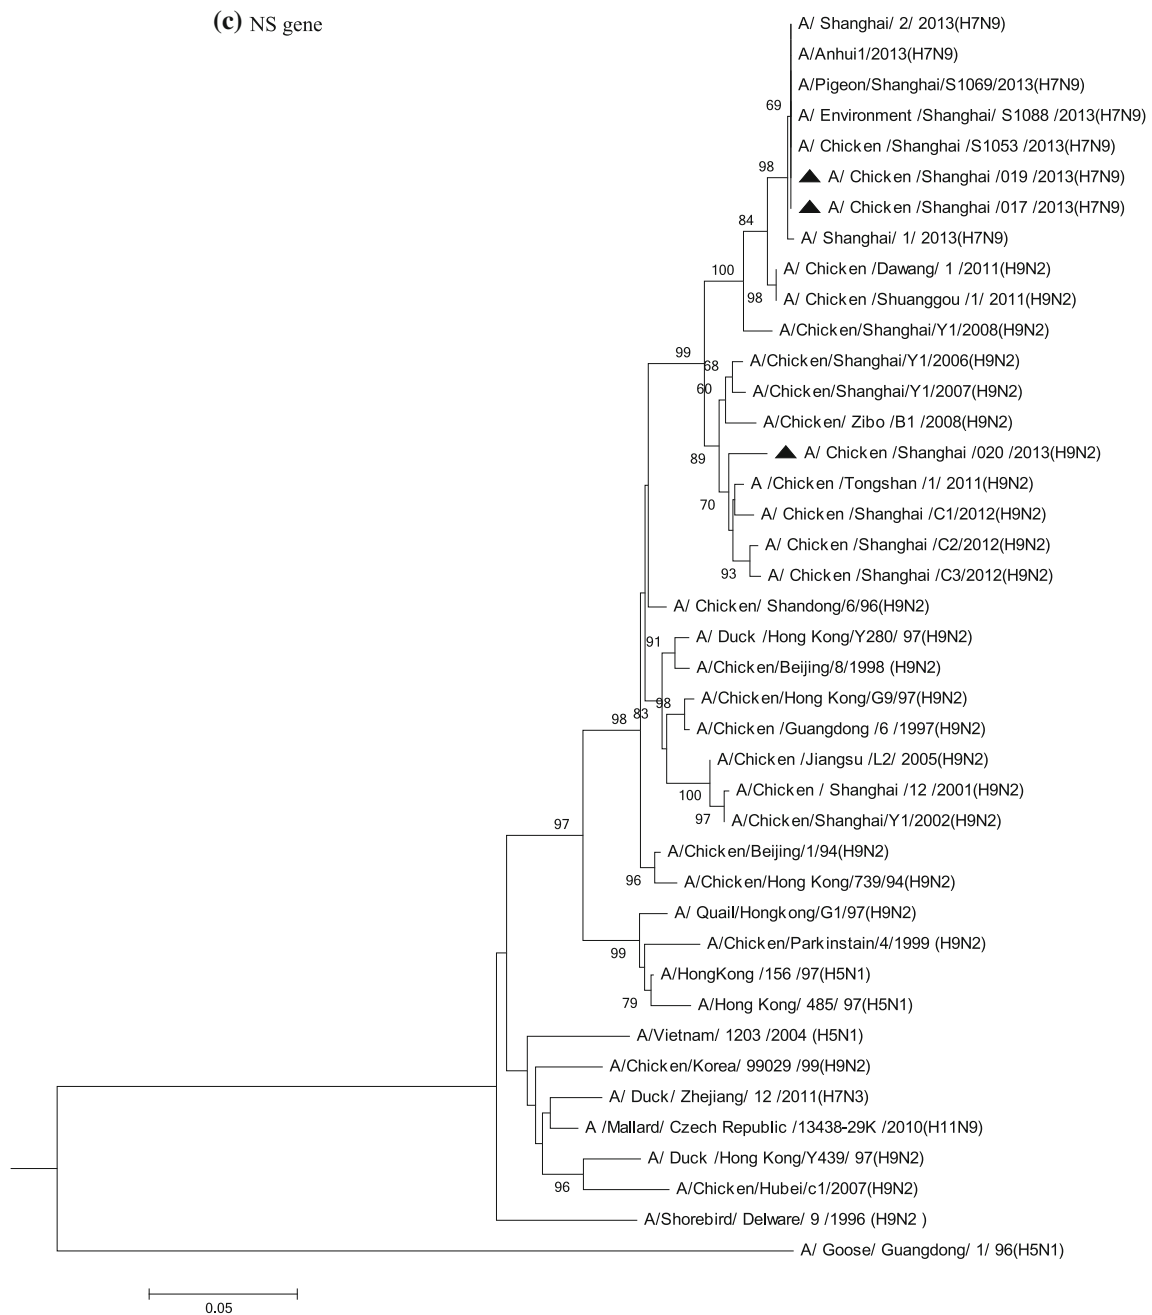 (c) NS gene
A/ Shanghai/ 2/ 2013(H7N9)
A/Anhui1/2013(H7N9)
A/Pigeon/Shanghai/S1069/2013(H7N9)
69
A/ Environment /Shanghai/ S1088 /2013(H7N9)
A/ Chicken /Shanghai /S1053 /2013(H7N9)
98
A/ Chicken /Shanghai /019 /2013(H7N9)
A/ Chicken /Shanghai /017 /2013(H7N9)
84
A/ Shanghai/ 1/ 2013(H7N9)
100
A/ Chicken /Dawang/ 1 /2011(H9N2)
98
A/ Chicken /Shuanggou /1/ 2011(H9N2)
A/Chicken/Shanghai/Y1/2008(H9N2)
99
68
A/Chicken/Shanghai/Y1/2006(H9N2)
60
A/Chicken/Shanghai/Y1/2007(H9N2)
A/Chicken/ Zibo /B1 /2008(H9N2)
89
A/ Chicken /Shanghai /020 /2013(H9N2)
A /Chicken /Tongshan /1/ 2011(H9N2)
70
A/ Chicken /Shanghai /C1/2012(H9N2)
A/ Chicken /Shanghai /C2/2012(H9N2)
93
A/ Chicken /Shanghai /C3/2012(H9N2)
A/ Chicken/ Shandong/6/96(H9N2)
91
A/ Duck /Hong Kong/Y280/ 97(H9N2)
A/Chicken/Beijing/8/1998 (H9N2)
98
A/Chicken/Hong Kong/G9/97(H9N2)
98
83
A/Chicken /Guangdong /6 /1997(H9N2)
A/Chicken /Jiangsu /L2/ 2005(H9N2)
100
A/Chicken / Shanghai /12 /2001(H9N2)
97
A/Chicken/Shanghai/Y1/2002(H9N2)
97
A/Chicken/Beijing/1/94(H9N2)
96
A/Chicken/Hong Kong/739/94(H9N2)
A/ Quail/Hongkong/G1/97(H9N2)
99
A/Chicken/Parkinstain/4/1999 (H9N2)
A/HongKong /156 /97(H5N1)
79
A/Hong Kong/ 485/ 97(H5N1)
A/Vietnam/ 1203 /2004 (H5N1)
A/Chicken/Korea/ 99029 /99(H9N2)
A/ Duck/ Zhejiang/ 12 /2011(H7N3)
A /Mallard/ Czech Republic /13438-29K /2010(H11N9)
A/ Duck /Hong Kong/Y439/ 97(H9N2)
96
A/Chicken/Hubei/c1/2007(H9N2)
A/Shorebird/ Delware/ 9 /1996 (H9N2 )
A/ Goose/ Guangdong/ 1/ 96(H5N1)
0.05